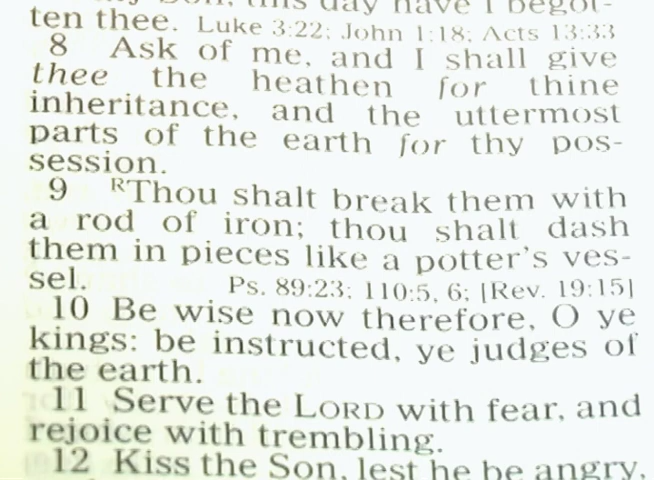 Son, this day have I begot-
ten thee. Luke 3:22; John 1:18; Acts 13:33
8 Ask of me, and I shall give
thee the heathen for thine
inheritance, and the uttermost
parts of the earth for thy pos-
session.
9 RThou shalt break them with
a rod of iron; thou shalt dash
them in pieces like a potter's ves-
sel. Ps. 89:23; 110:5, 6; [Rev. 19:15]
10 Be wise now therefore, O ye
kings: be instructed, ye judges of
the earth.
11 Serve the LORD with fear, and
rejoice with trembling.
12 Kiss the Son, lest he be angry,